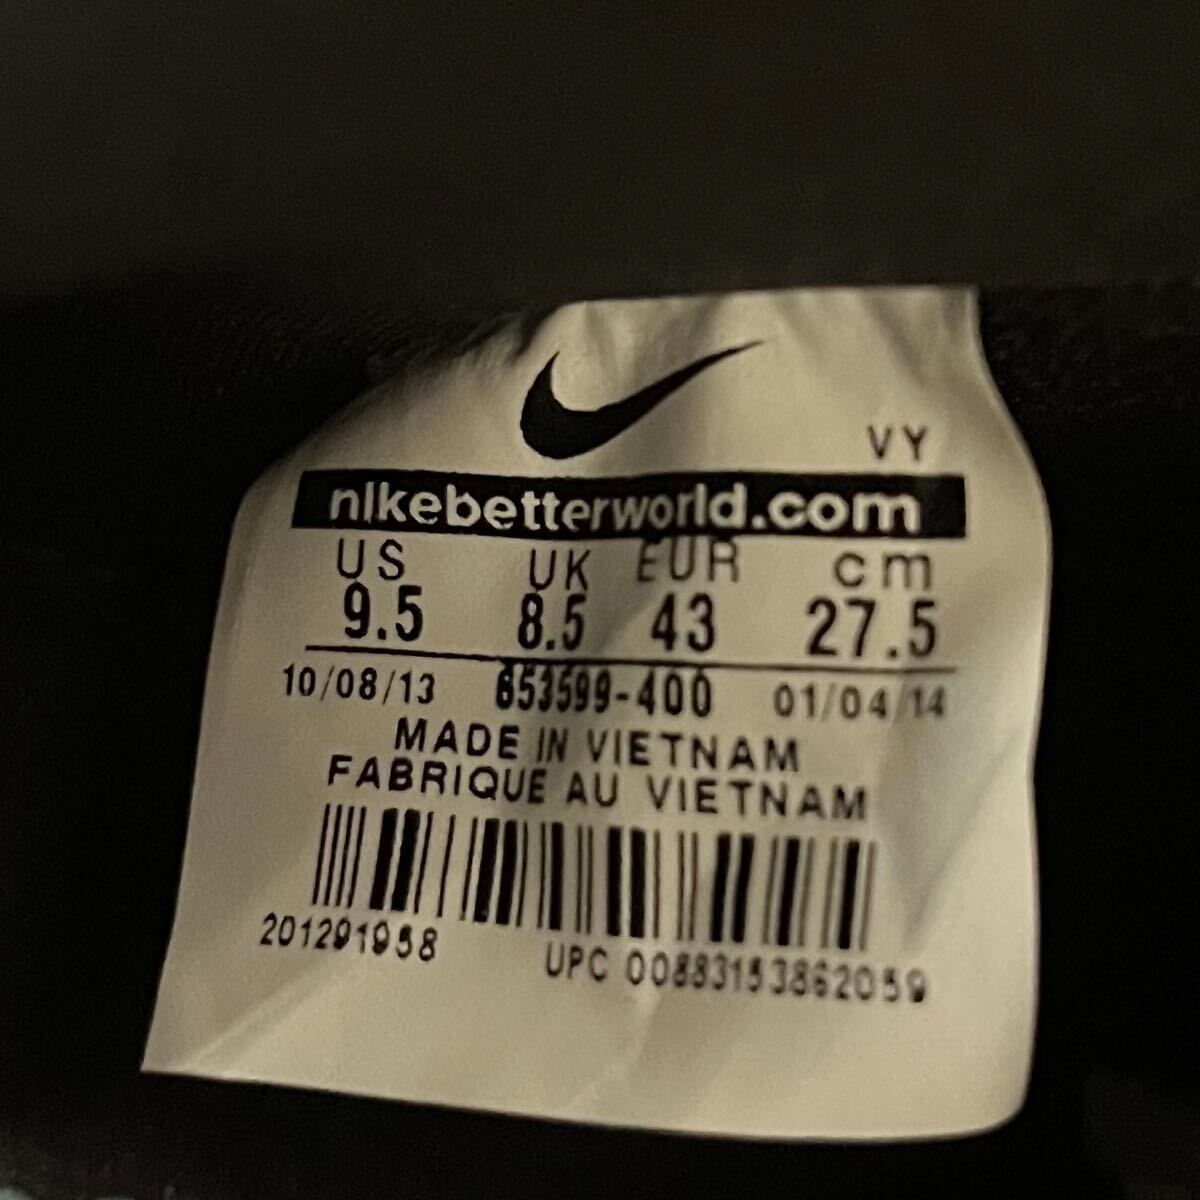 VY
nikebetterworld.com
US UK EUR cm
9.5 8.5 43 27.5
10/08/13 653599-400 01/04/14
MADE IN VIETNAM
FABRIQUE AU VIETNAM
201291958
UPC 00883153862059